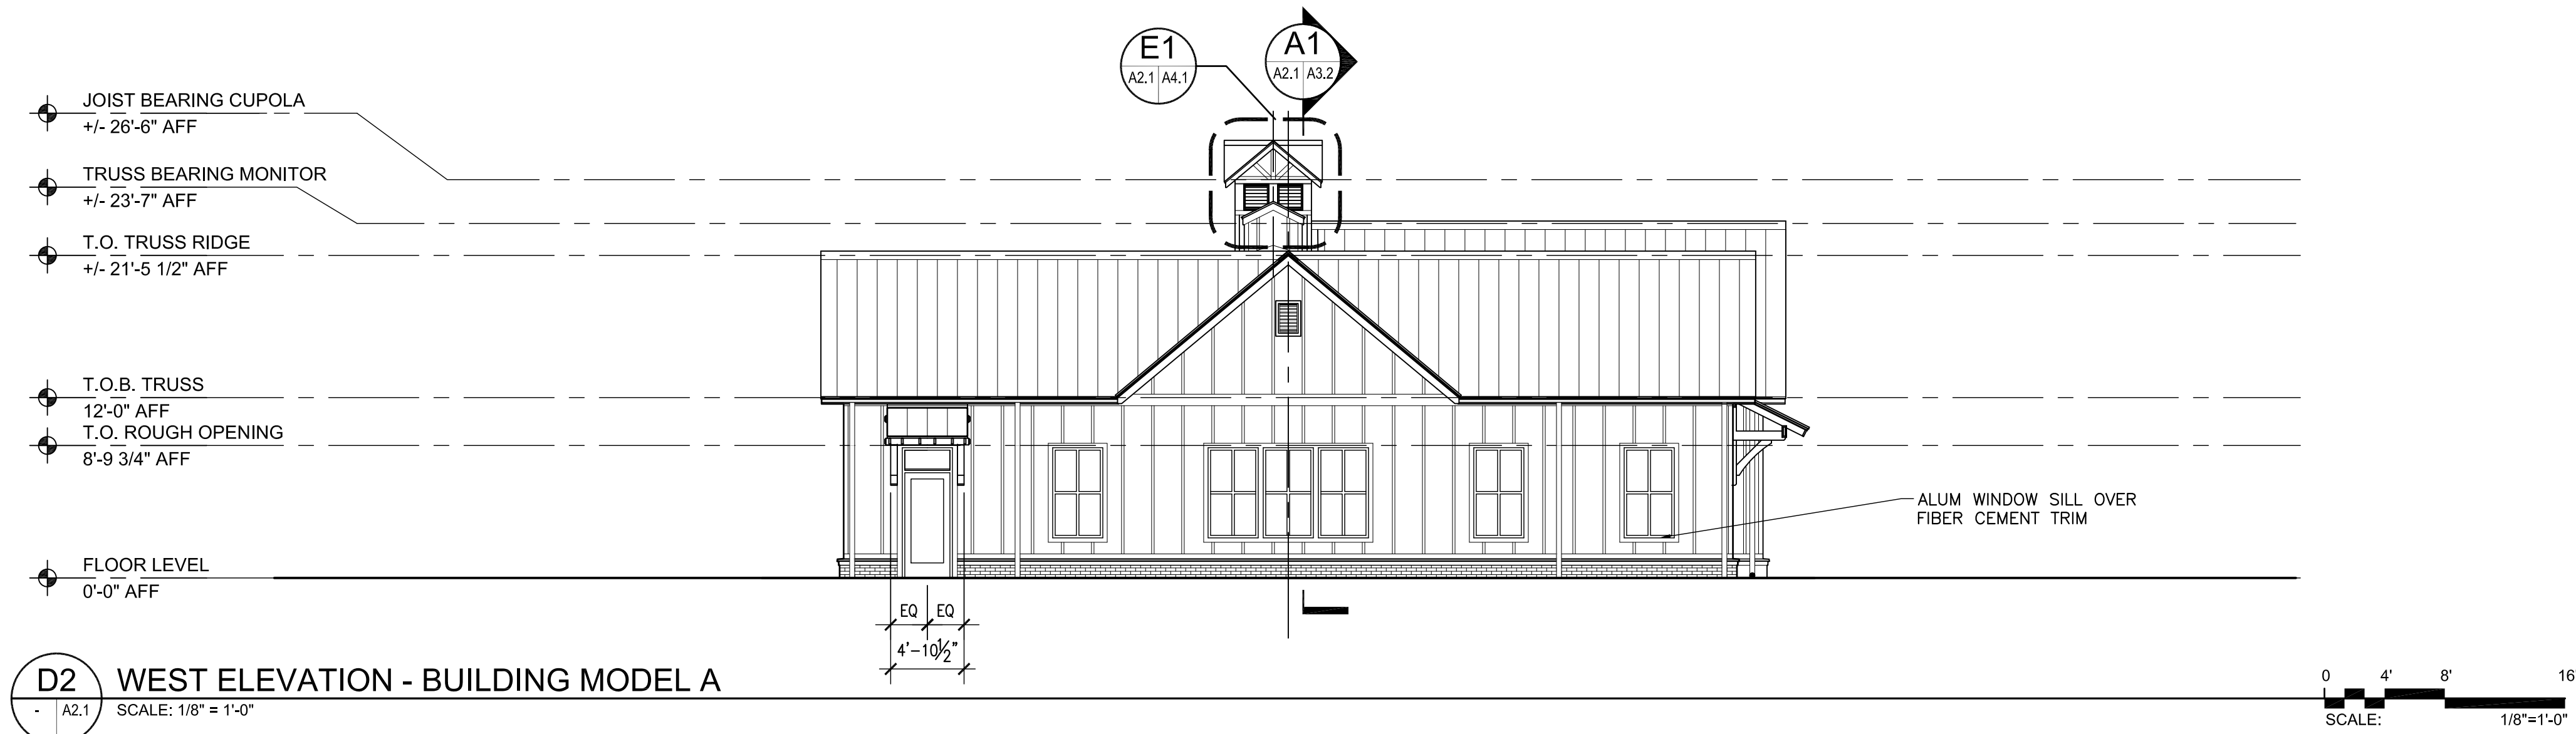 E1
A2.1 A4.1
A1
A2.1 A3.2
JOIST BEARING CUPOLA
+/- 26'-6" AFF
TRUSS BEARING MONITOR
+/- 23'-7" AFF
T.O. TRUSS RIDGE
+/- 21'-5 1/2" AFF
T.O.B. TRUSS
12'-0" AFF
T.O. ROUGH OPENING
8'-9 3/4" AFF
ALUM WINDOW SILL OVER
FIBER CEMENT TRIM
FLOOR LEVEL
0'-0" AFF
EQ EQ
4'-10½"
D2
- A2.1
WEST ELEVATION - BUILDING MODEL A
SCALE: 1/8" = 1'-0"
0 4' 8' 16
SCALE: 1/8"=1'-0"